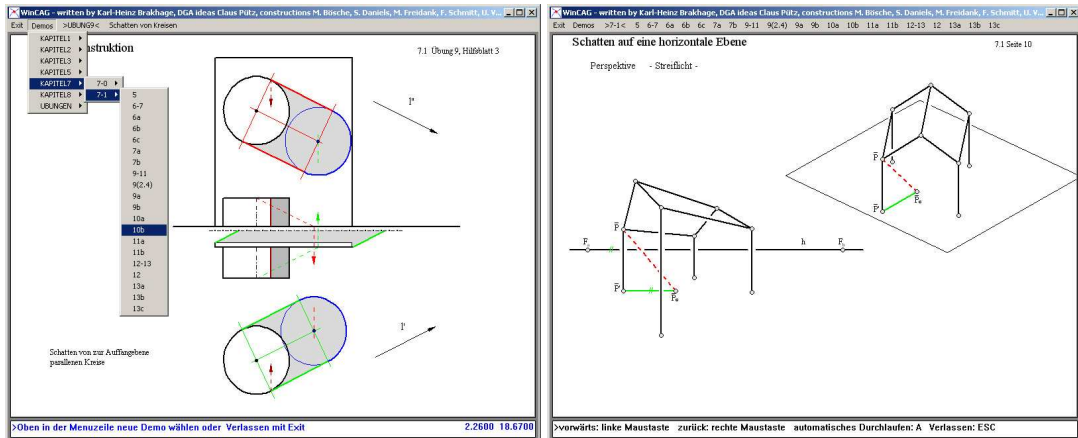 WinCAG - written by Karl-Heinz Brakhage, DGA ideas Claus Pütz, constructions M. Bösche, S. Daniels, M. Freidank, F. Schmitt, U. V...
Exit Demos >UBUNG9< Schatten von Kreisen
KAPITEL1
KAPITEL2
KAPITEL3
KAPITEL5
KAPITEL7
KAPITEL8
UBUNGEN
7-0
7-1
5
6-7
6a
6b
6c
7a
7b
9-11
9(2.4)
9a
9b
10a
10b
11a
11b
12-13
12
13a
13b
13c
nstruktion
7.1 Übung 9, Hilfsblatt 3
l"
l'
Schatten von zur Auffangebene
parallenen Kreise
>Oben in der Menuzeile neue Demo wählen oder Verlassen mit Exit 2.2600 18.6700
WinCAG - written by Karl-Heinz Brakhage, DGA ideas Claus Pütz, constructions M. Bösche, S. Daniels, M. Freidank, F. Schmitt, U. V...
Exit Demos >7-1< 5 6-7 6a 6b 6c 7a 7b 9-11 9(2.4) 9a 9b 10a 10b 11a 11b 12-13 12 13a 13b 13c
Schatten auf eine horizontale Ebene
7.1 Seite 10
Perspektive - Streiflicht -
P
P'
P
F
h
F
P'
>vorwärts: linke Maustaste zurück: rechte Maustaste automatisches Durchlaufen: A Verlassen: ESC